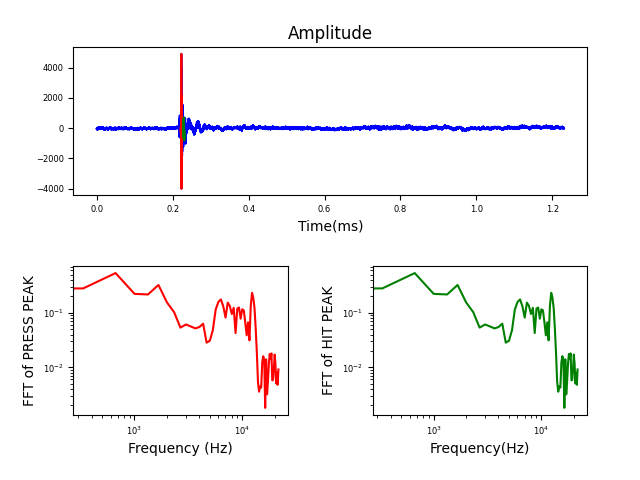 Amplitude
4000
2000
0
−2000
−4000
0.0 0.2 0.4 0.6 0.8 1.0 1.2
Time(ms)
FFT of PRESS PEAK
10⁻¹
10⁻²
10³ 10⁴
Frequency (Hz)
FFT of HIT PEAK
10⁻¹
10⁻²
10³ 10⁴
Frequency(Hz)